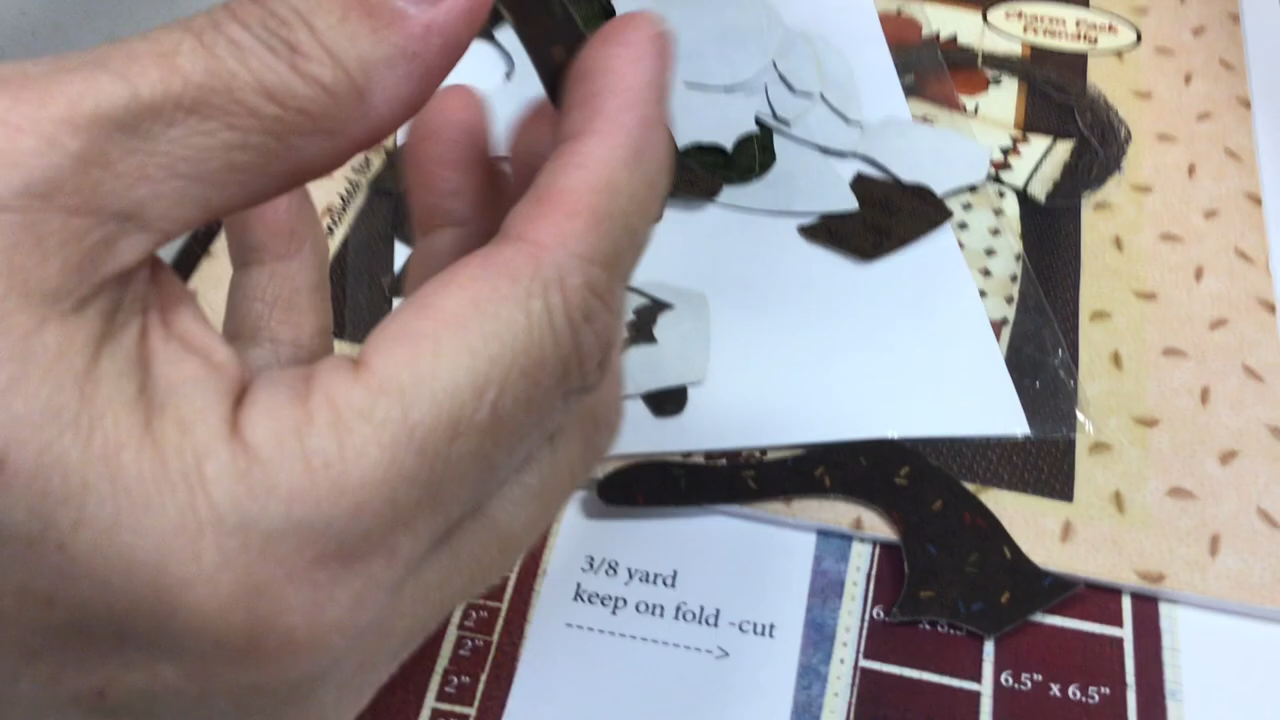 Charm Pack
Friendly
3/8 yard
keep on fold -cut
2"
2"
2"
6.5" x 6.5"